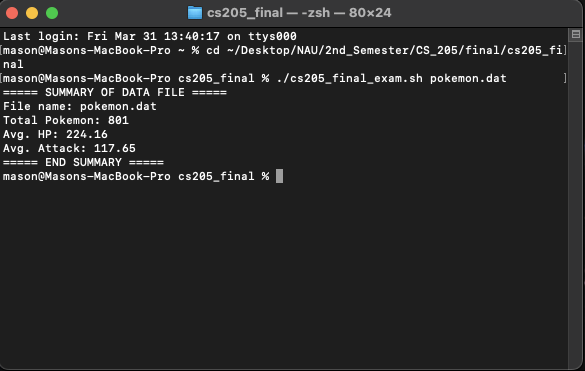 cs205_final — -zsh — 80×24
Last login: Fri Mar 31 13:40:17 on ttys000
[mason@Masons-MacBook-Pro ~ % cd ~/Desktop/NAU/2nd_Semester/CS_205/final/cs205_fi]
nal
[mason@Masons-MacBook-Pro cs205_final % ./cs205_final_exam.sh pokemon.dat ]
===== SUMMARY OF DATA FILE =====
File name: pokemon.dat
Total Pokemon: 801
Avg. HP: 224.16
Avg. Attack: 117.65
===== END SUMMARY =====
mason@Masons-MacBook-Pro cs205_final %